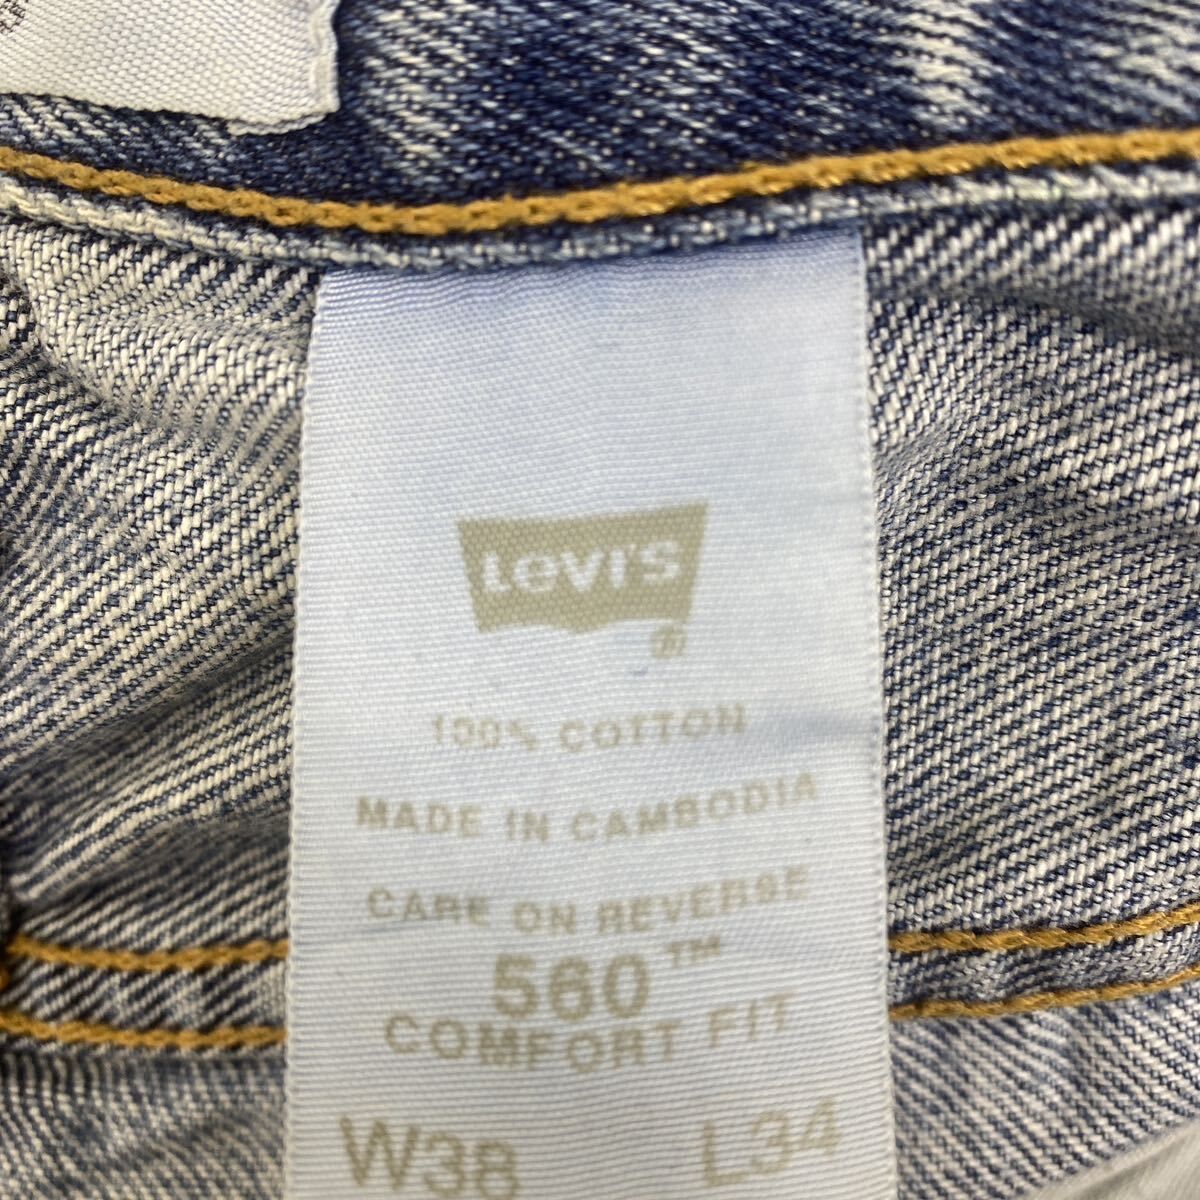 Levi's
®
100% COTTON
MADE IN CAMBODIA
CARE ON REVERSE
560™
COMFORT FIT
W38 L34